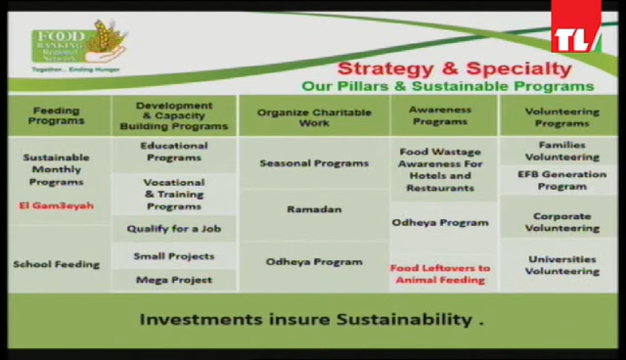 FOOD
BANKING
Regional
Network
Together... Ending Hunger
TL
Strategy & Specialty
Our Pillars & Sustainable Programs
Feeding
Programs
Development
& Capacity
Building Programs
Organize Charitable
Work
Awareness
Programs
Volunteering
Programs
Sustainable
Monthly
Programs
El Gam3eyah
School Feeding
Educational
Programs
Vocational
& Training
Programs
Qualify for a Job
Small Projects
Mega Project
Seasonal Programs
Ramadan
Odheya Program
Food Wastage
Awareness For
Hotels and
Restaurants
Odheya Program
Food Leftovers to
Animal Feeding
Families
Volunteering
EFB Generation
Program
Corporate
Volunteering
Universities
Volunteering
Investments insure Sustainability .